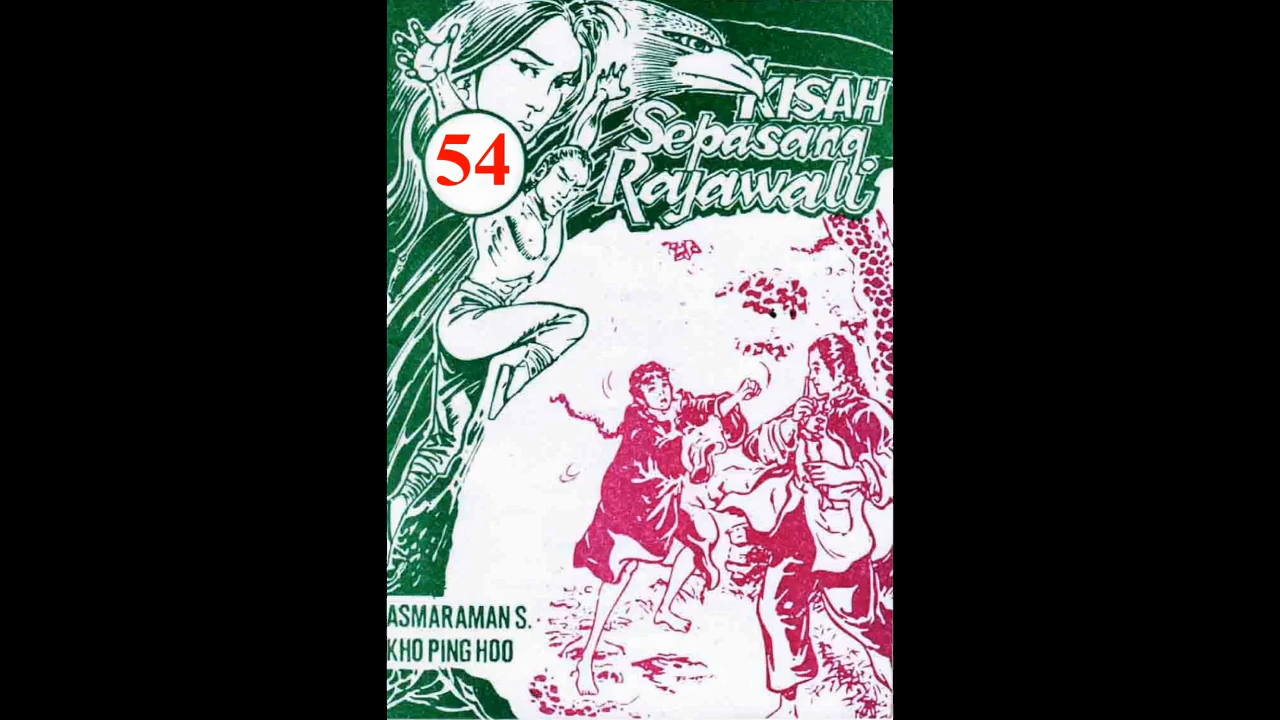 KISAH
Sepasang
Rajawali
54
ASMARAMAN S.
KHO PING HOO